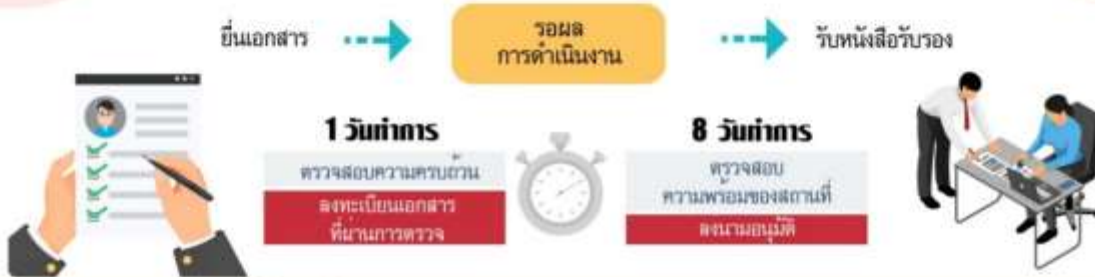 ยื่นเอกสาร
รอผล
การดำเนินงาน
รับหนังสือรับรอง
1 วันทำการ
ตรวจสอบความครบถ้วน
ลงทะเบียนเอกสาร
ที่ผ่านการตรวจ
8 วันทำการ
ตรวจสอบ
ความพร้อมของสถานที่
ลงนามอนุมัติ